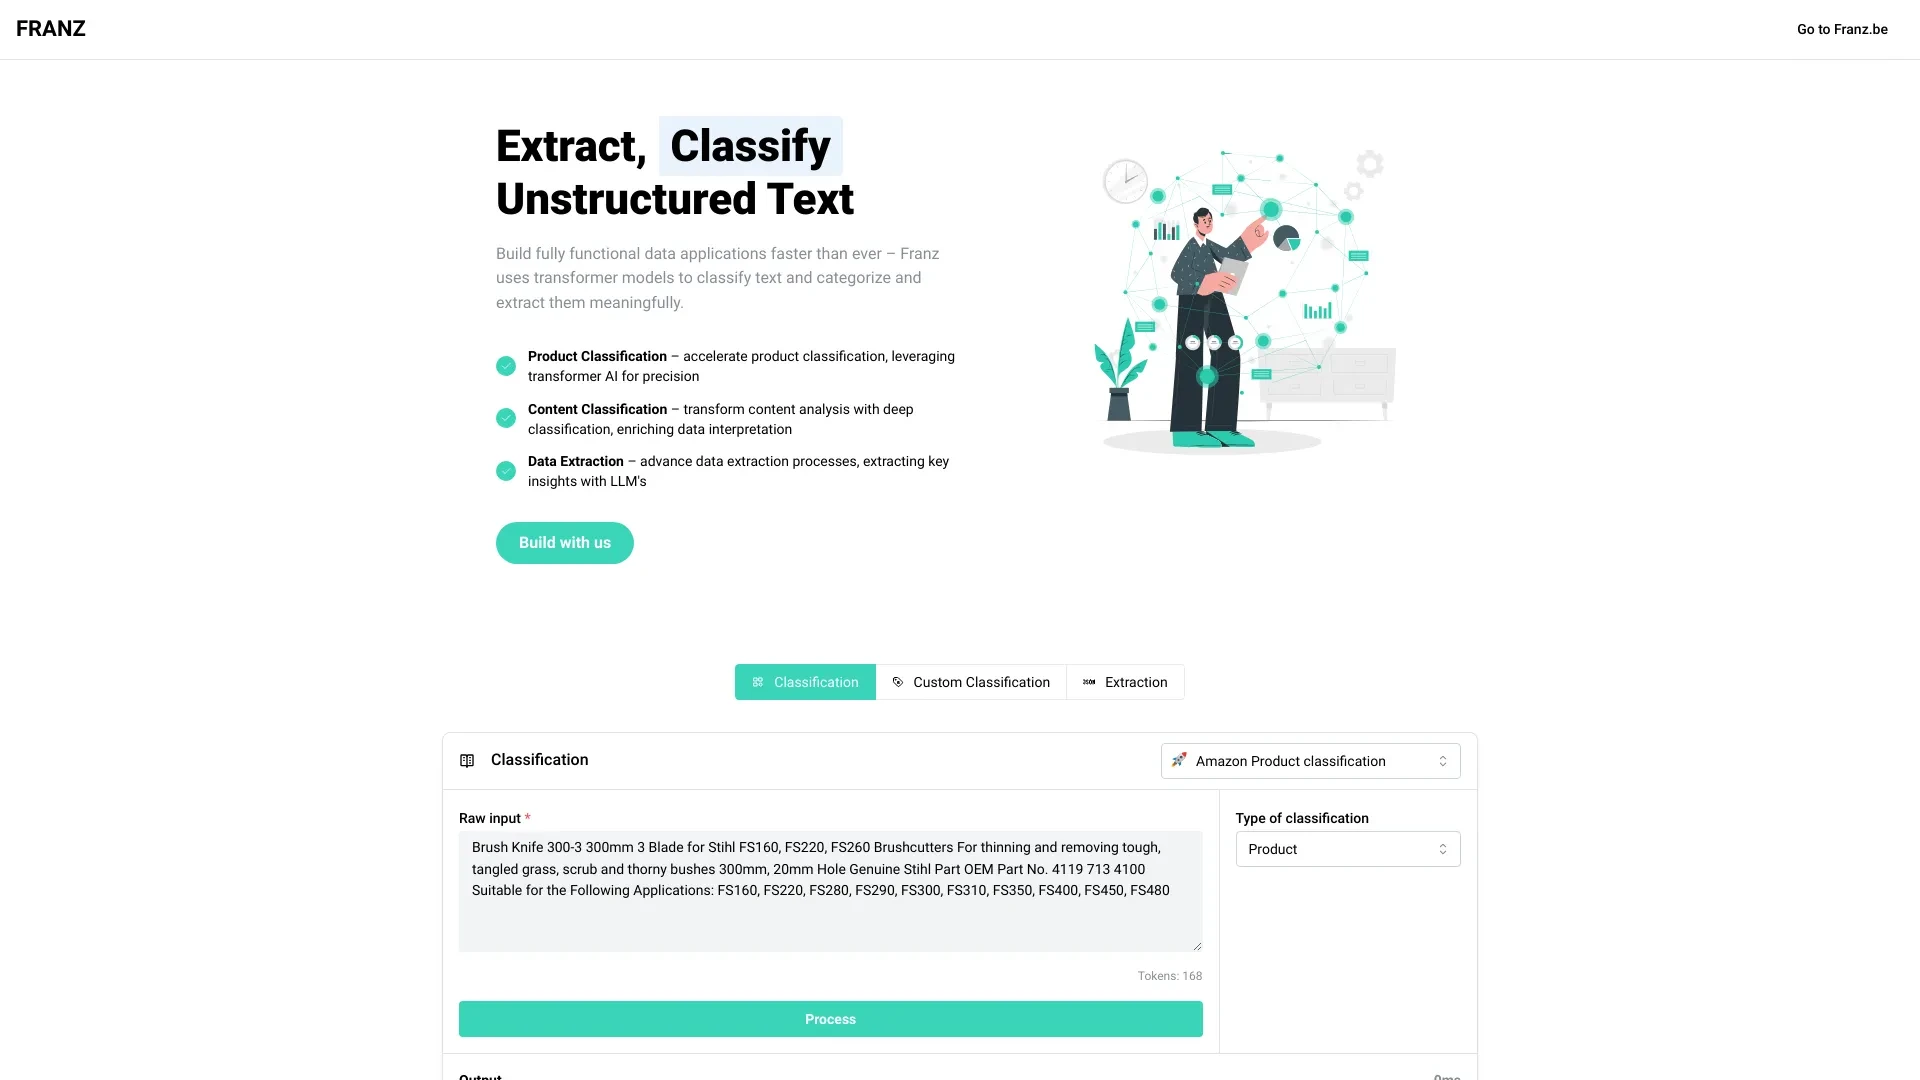 FRANZ
Go to Franz.be
Extract, Classify
Unstructured Text
Build fully functional data applications faster than ever – Franz
uses transformer models to classify text and categorize and
extract them meaningfully.
Product Classification – accelerate product classification, leveraging
transformer AI for precision
Content Classification – transform content analysis with deep
classification, enriching data interpretation
Data Extraction – advance data extraction processes, extracting key
insights with LLM's
Build with us
Classification
Custom Classification
JSON Extraction
Classification
Amazon Product classification
Raw input *
Brush Knife 300-3 300mm 3 Blade for Stihl FS160, FS220, FS260 Brushcutters For thinning and removing tough,
tangled grass, scrub and thorny bushes 300mm, 20mm Hole Genuine Stihl Part OEM Part No. 4119 713 4100
Suitable for the Following Applications: FS160, FS220, FS280, FS290, FS300, FS310, FS350, FS400, FS450, FS480
Tokens: 168
Process
Type of classification
Product
Output
0ms